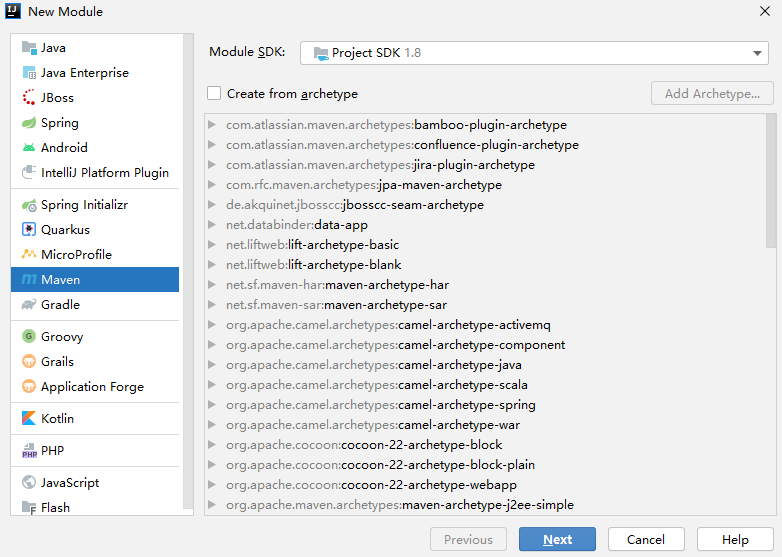 New Module
Java
Java Enterprise
JBoss
Spring
Android
IntelliJ Platform Plugin
Spring Initializr
Quarkus
MicroProfile
Maven
Gradle
Groovy
Grails
Application Forge
Kotlin
PHP
JavaScript
Flash
Module SDK: Project SDK 1.8
Create from archetype Add Archetype...
com.atlassian.maven.archetypes:bamboo-plugin-archetype
com.atlassian.maven.archetypes:confluence-plugin-archetype
com.atlassian.maven.archetypes:jira-plugin-archetype
com.rfc.maven.archetypes:jpa-maven-archetype
de.akquinet.jbosscc:jbosscc-seam-archetype
net.databinder:data-app
net.liftweb:lift-archetype-basic
net.liftweb:lift-archetype-blank
net.sf.maven-har:maven-archetype-har
net.sf.maven-sar:maven-archetype-sar
org.apache.camel.archetypes:camel-archetype-activemq
org.apache.camel.archetypes:camel-archetype-component
org.apache.camel.archetypes:camel-archetype-java
org.apache.camel.archetypes:camel-archetype-scala
org.apache.camel.archetypes:camel-archetype-spring
org.apache.camel.archetypes:camel-archetype-war
org.apache.cocoon:cocoon-22-archetype-block
org.apache.cocoon:cocoon-22-archetype-block-plain
org.apache.cocoon:cocoon-22-archetype-webapp
org.apache.maven.archetypes:maven-archetype-j2ee-simple
Previous Next Cancel Help